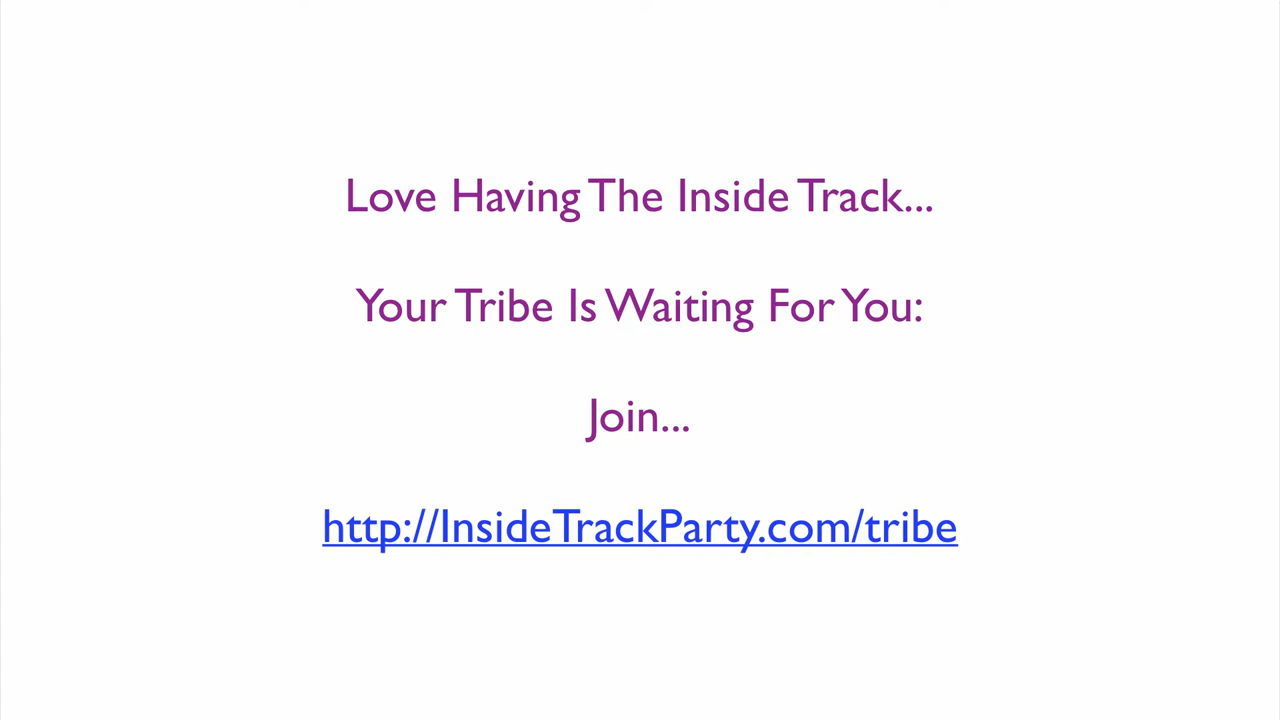 Love Having The Inside Track...
Your Tribe Is Waiting For You:
Join...
http://InsideTrackParty.com/tribe